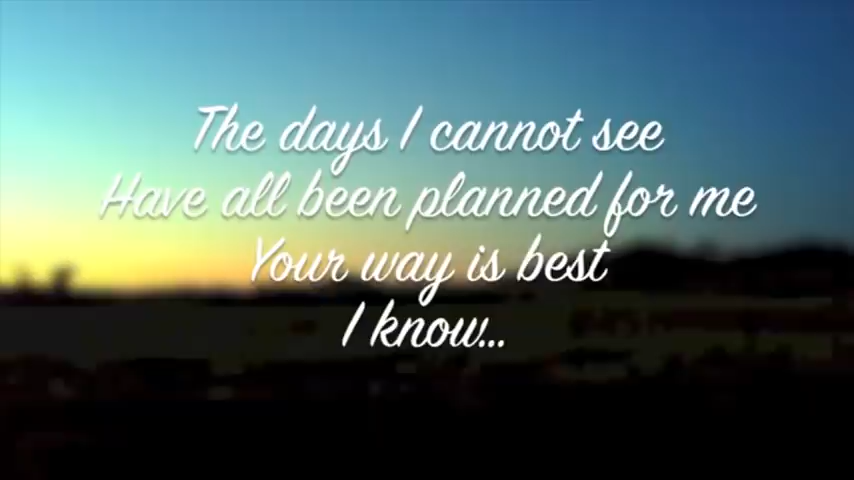 The days I cannot see
Have all been planned for me
Your way is best
I know...